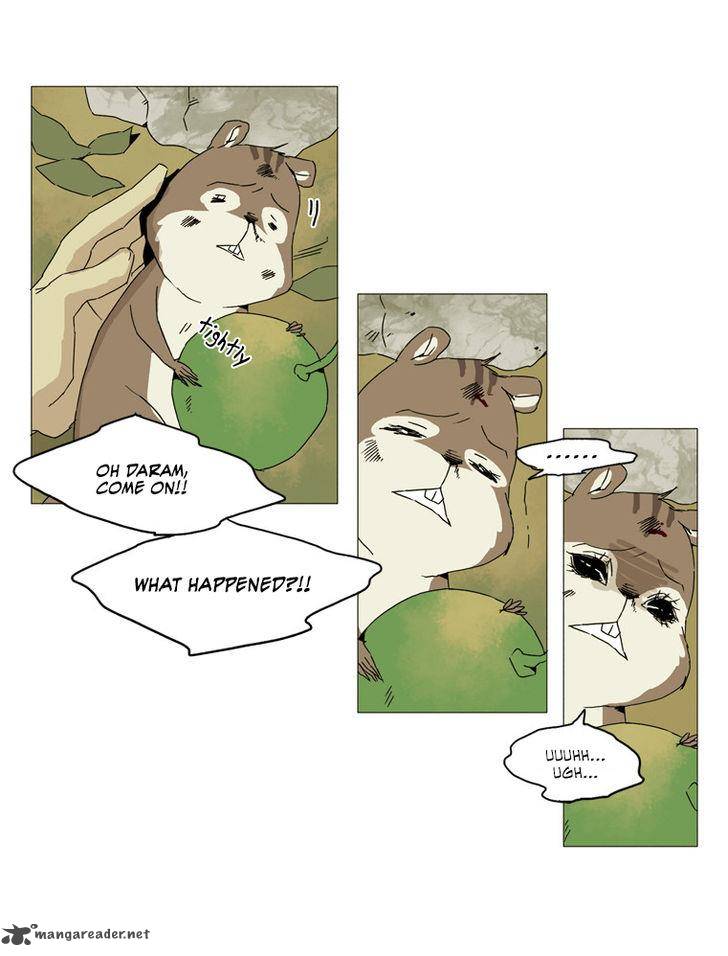 tightly
OH DARAM,
COME ON!!
WHAT HAPPENED?!!
......
UUUHH...
UGH...
mangareader.net